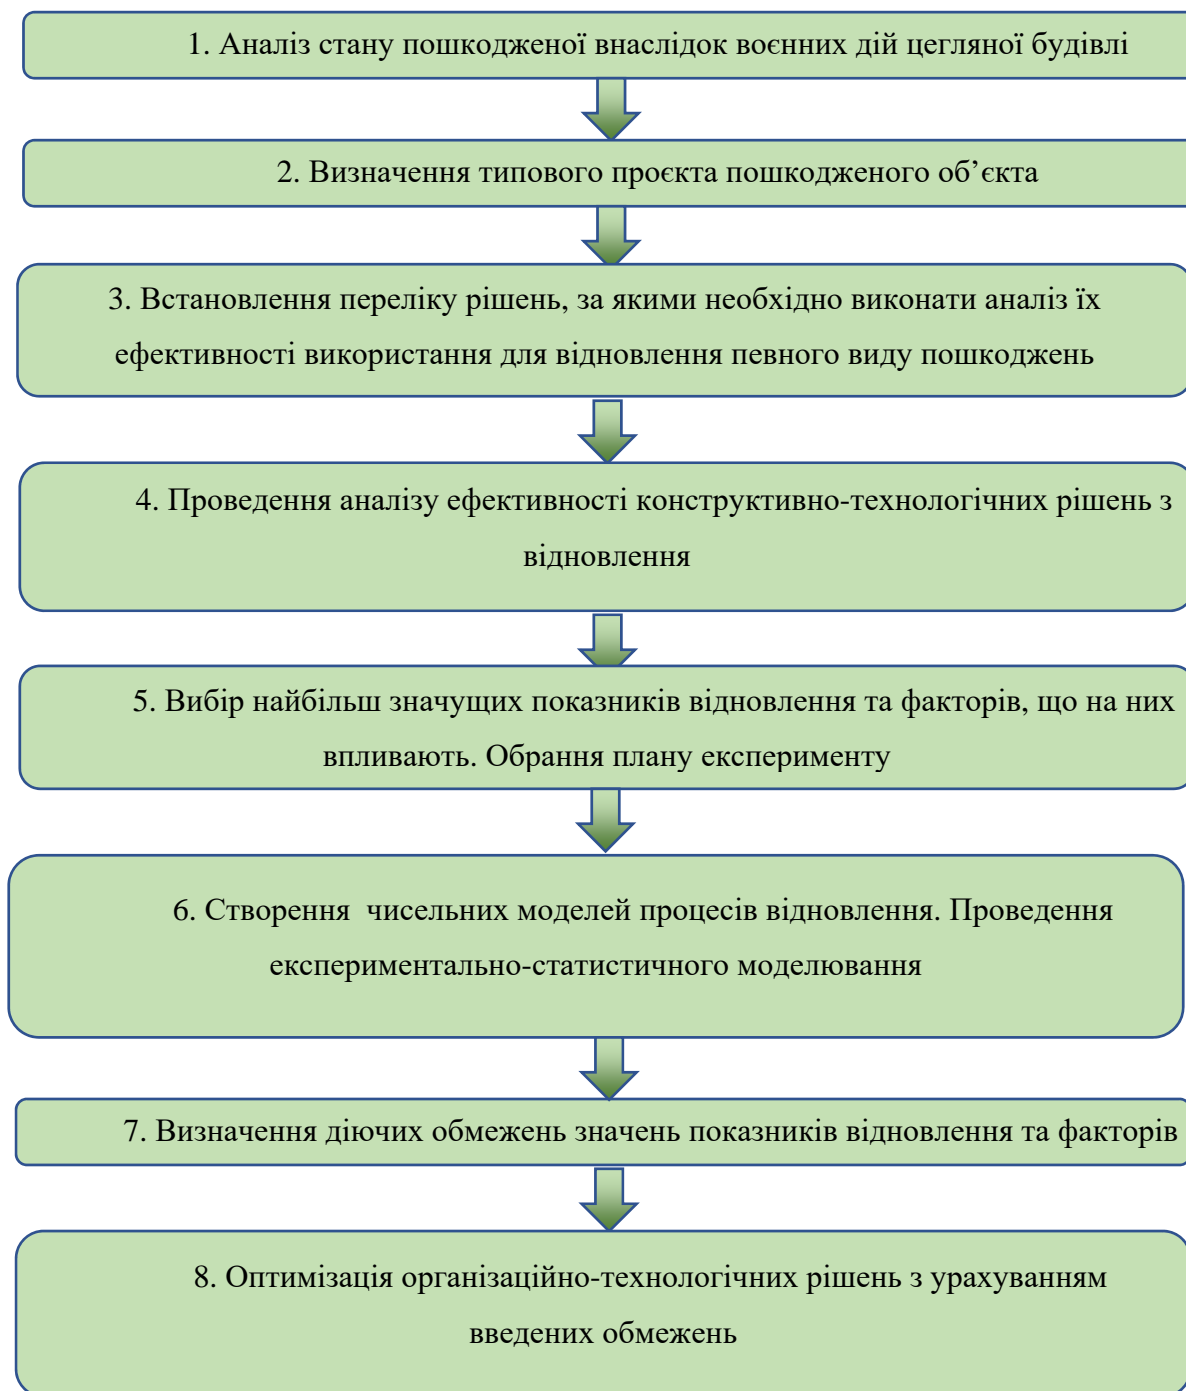 1. Аналіз стану пошкодженої внаслідок воєнних дій цегляної будівлі
2. Визначення типового проєкта пошкодженого об’єкта
3. Встановлення переліку рішень, за якими необхідно виконати аналіз їх
ефективності використання для відновлення певного виду пошкоджень
4. Проведення аналізу ефективності конструктивно-технологічних рішень з
відновлення
5. Вибір найбільш значущих показників відновлення та факторів, що на них
впливають. Обрання плану експерименту
6. Створення  чисельних моделей процесів відновлення. Проведення
експериментально-статистичного моделювання
7. Визначення діючих обмежень значень показників відновлення та факторів
8. Оптимізація організаційно-технологічних рішень з урахуванням
введених обмежень